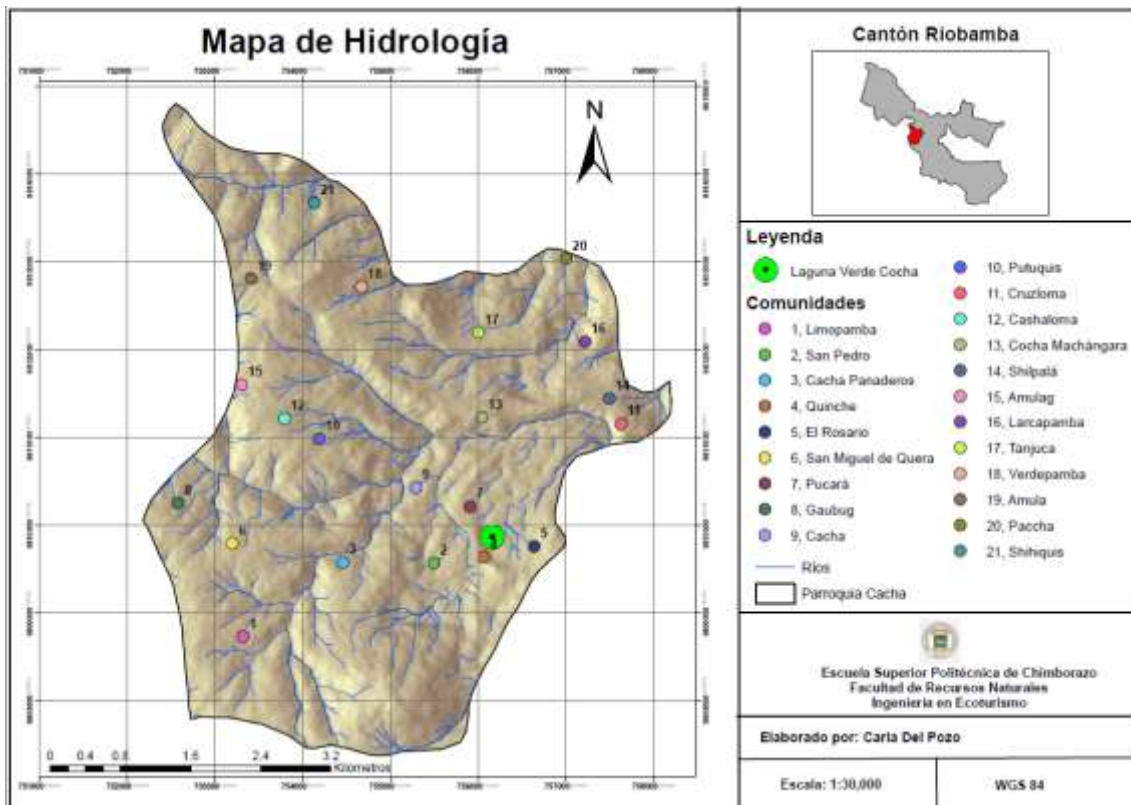 Mapa de Hidrología
N
21
20
19
18
17
16
15
14
13
12
11
10
9
8
7
6
5
4
3
2
1
0 0.4 0.8 1.6 2.4 3.2
Kilómetros
Cantón Riobamba
Leyenda
Laguna Verde Cocha
Comunidades
1, Limopamba
2, San Pedro
3, Cacha Panaderos
4, Quinche
5, El Rosario
6, San Miguel de Quera
7, Pucará
8, Gaubug
9, Cacha
Ríos
Parroquia Cacha
10, Putuquis
11, Cruzloma
12, Cashaloma
13, Cocha Machángara
14, Shilpalá
15, Amulag
16, Larcapamba
17, Tanjuca
18, Verdepamba
19, Amula
20, Paccha
21, Shihiquis
Escuela Superior Politécnica de Chimborazo
Facultad de Recursos Naturales
Ingeniería en Ecoturismo
Elaborado por: Carla Del Pozo
Escala: 1:30,000
WGS 84